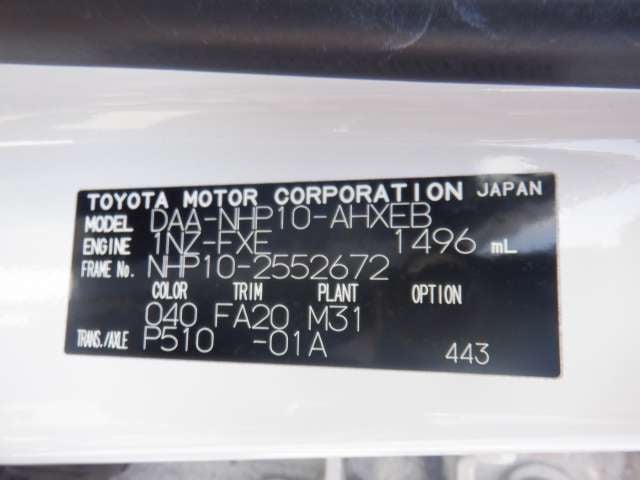 TOYOTA MOTOR CORPORATION JAPAN
MODEL DAA-NHP10-AHXEB
ENGINE 1NZ-FXE 1496 mL
FRAME No. NHP10-2552672
COLOR TRIM PLANT OPTION
040 FA20 M31
TRANS./AXLE P510 -01A 443